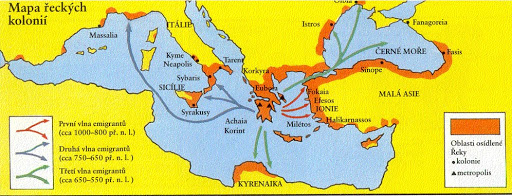 Mapa řeckých
kolonií
ITÁLIE
Olbia
Istros
Fanagoreia
Massalia
ČERNÉ MOŘE
Fasis
Kyme
Neapolis
Tarent
Korkyra
Sinope
Sybaris
Euboia
SICÍLIE
Fokaia
Efesos
IONIE
MALÁ ASIE
Syrakusy
Achaia
Korint
Milétos
Halikarnassos
KYRENAIKA
První vlna emigrantů
(cca 1000–800 př. n. l.)
Druhá vlna emigrantů
(cca 750–650 př. n. l.)
Třetí vlna emigrantů
(cca 650–550 př. n. l.)
Oblasti osídlené
Řeky
kolonie
metropolis